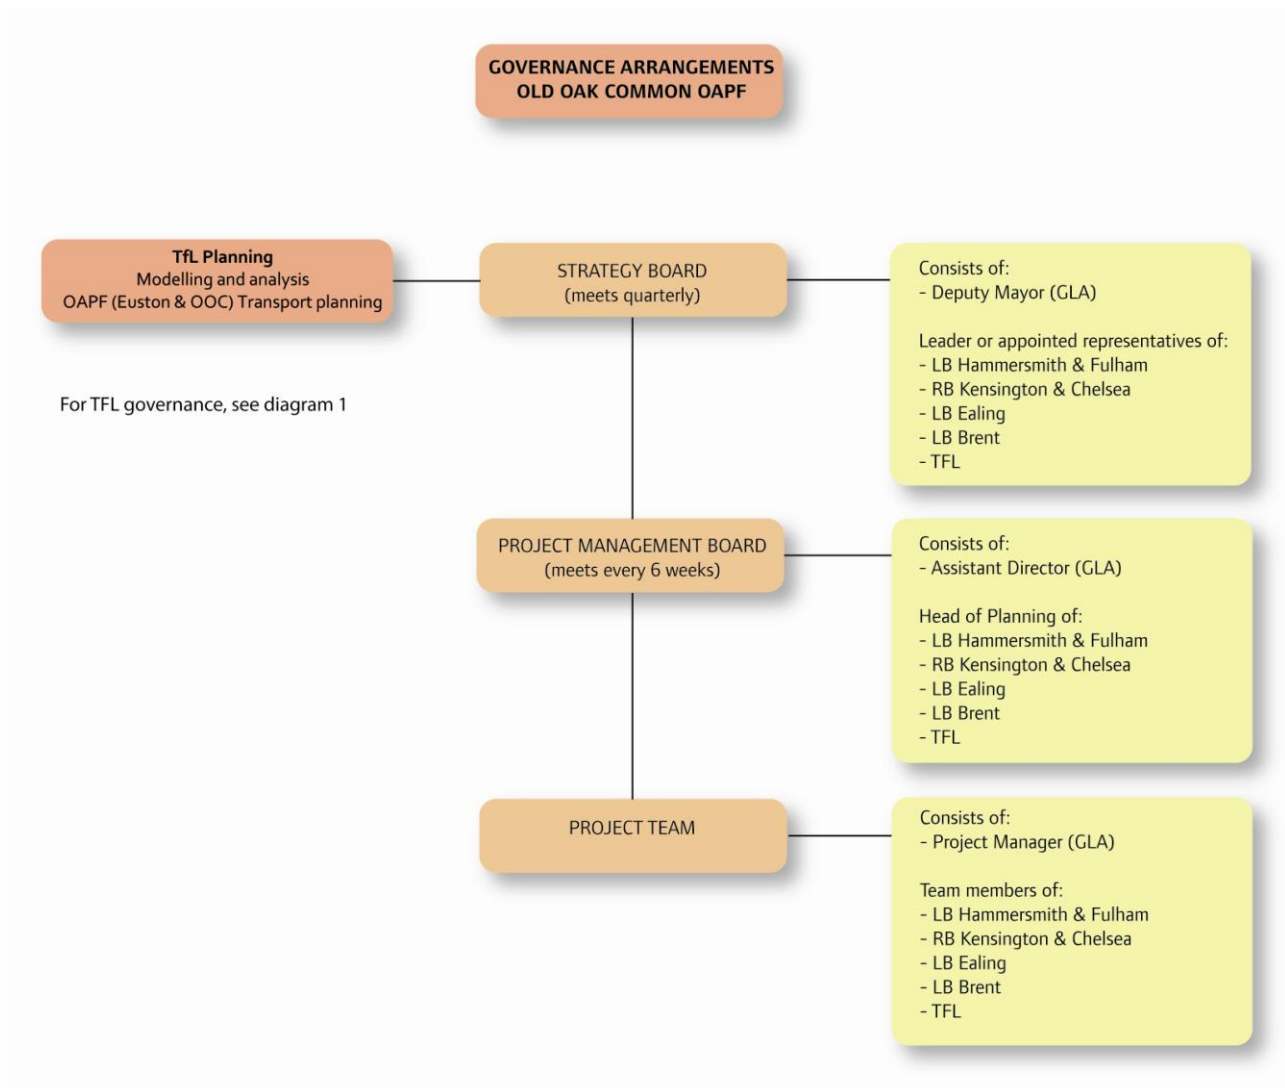 GOVERNANCE ARRANGEMENTS
OLD OAK COMMON OAPF
TfL Planning
Modelling and analysis
OAPF (Euston & OOC) Transport planning
For TFL governance, see diagram 1
STRATEGY BOARD
(meets quarterly)
Consists of:
- Deputy Mayor (GLA)
Leader or appointed representatives of:
- LB Hammersmith & Fulham
- RB Kensington & Chelsea
- LB Ealing
- LB Brent
- TFL
PROJECT MANAGEMENT BOARD
(meets every 6 weeks)
Consists of:
- Assistant Director (GLA)
Head of Planning of:
- LB Hammersmith & Fulham
- RB Kensington & Chelsea
- LB Ealing
- LB Brent
- TFL
PROJECT TEAM
Consists of:
- Project Manager (GLA)
Team members of:
- LB Hammersmith & Fulham
- RB Kensington & Chelsea
- LB Ealing
- LB Brent
- TFL